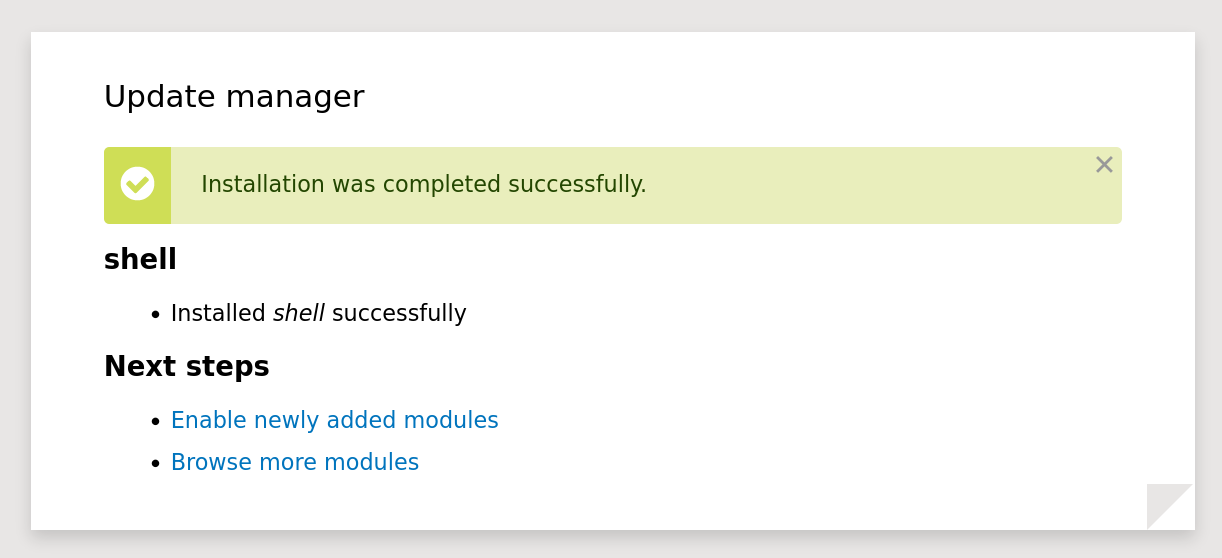 Update manager
Installation was completed successfully.
shell
Installed shell successfully
Next steps
Enable newly added modules
Browse more modules